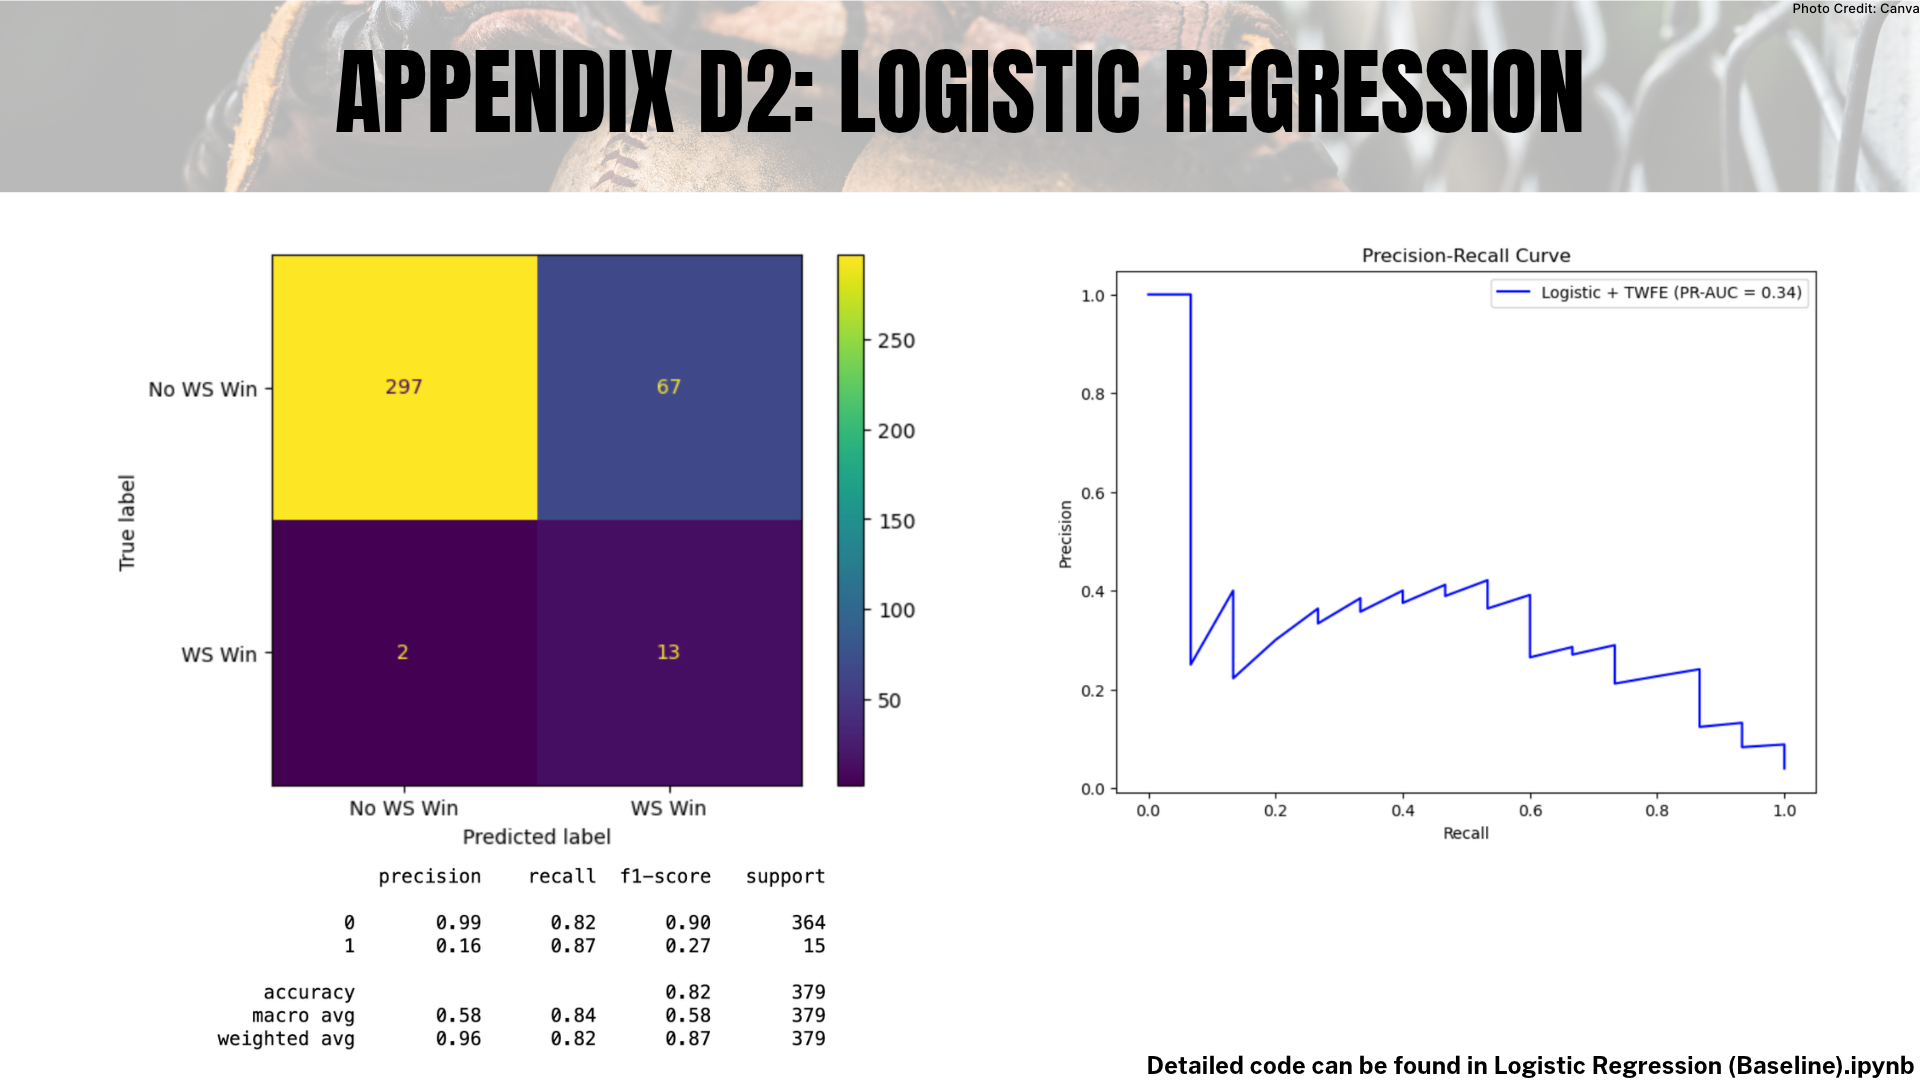 Photo Credit: Canva
APPENDIX D2: LOGISTIC REGRESSION
No WS Win
WS Win
True label
297
67
2
13
No WS Win
WS Win
Predicted label
250
200
150
100
50
precision recall f1-score support
0 0.99 0.82 0.90 364
1 0.16 0.87 0.27 15
accuracy 0.82 379
macro avg 0.58 0.84 0.58 379
weighted avg 0.96 0.82 0.87 379
Precision-Recall Curve
Logistic + TWFE (PR-AUC = 0.34)
1.0
0.8
0.6
0.4
0.2
0.0
Precision
0.0 0.2 0.4 0.6 0.8 1.0
Recall
Detailed code can be found in Logistic Regression (Baseline).ipynb